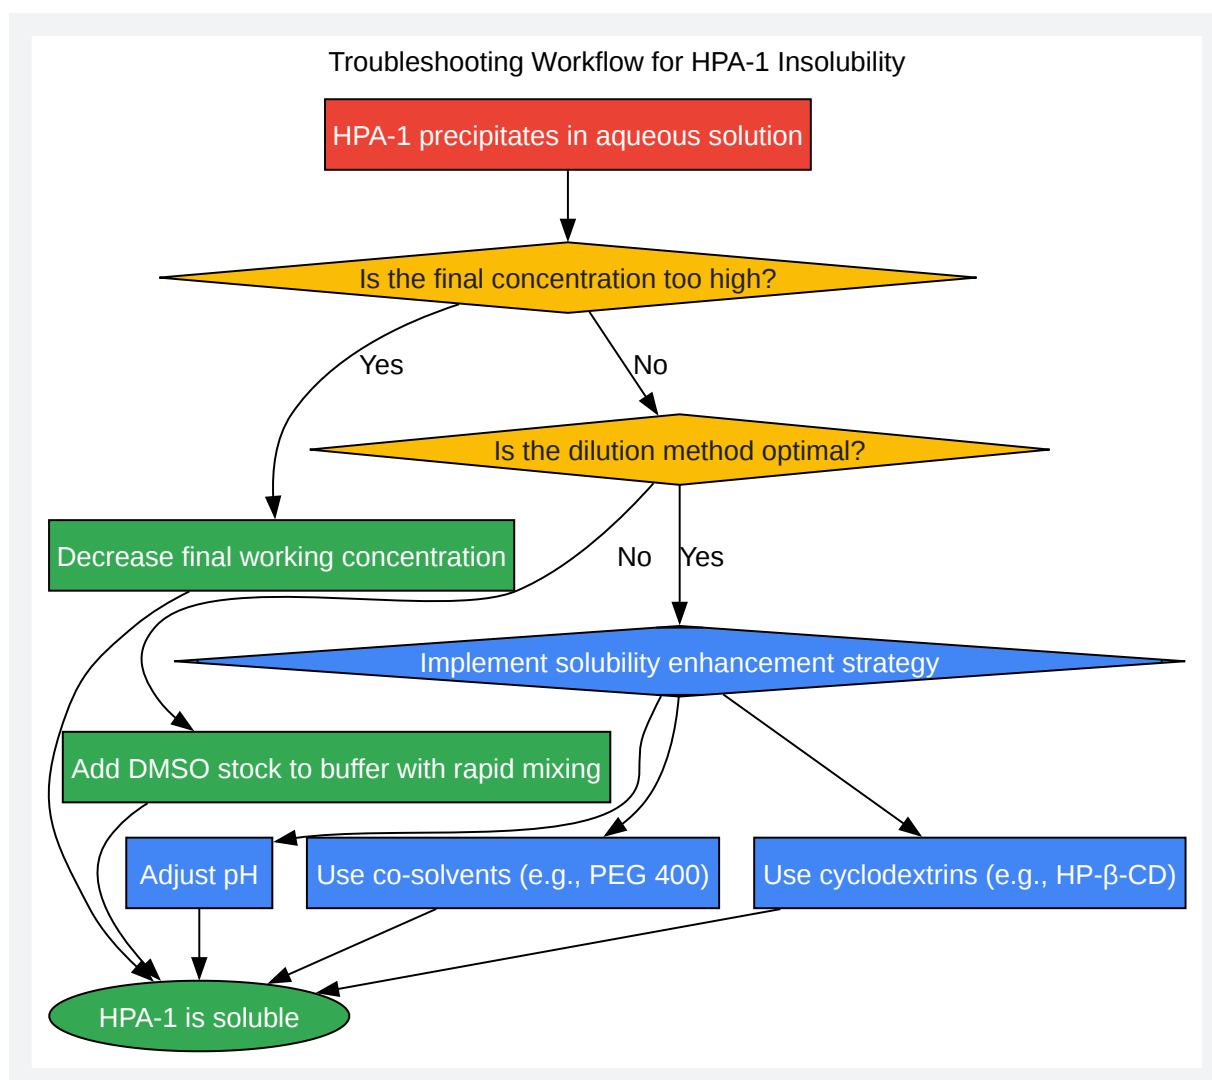 Troubleshooting Workflow for HPA-1 Insolubility
HPA-1 precipitates in aqueous solution
Is the final concentration too high?
Yes
No
Is the dilution method optimal?
Decrease final working concentration
No
Yes
Implement solubility enhancement strategy
Add DMSO stock to buffer with rapid mixing
Adjust pH
Use co-solvents (e.g., PEG 400)
Use cyclodextrins (e.g., HP-β-CD)
HPA-1 is soluble